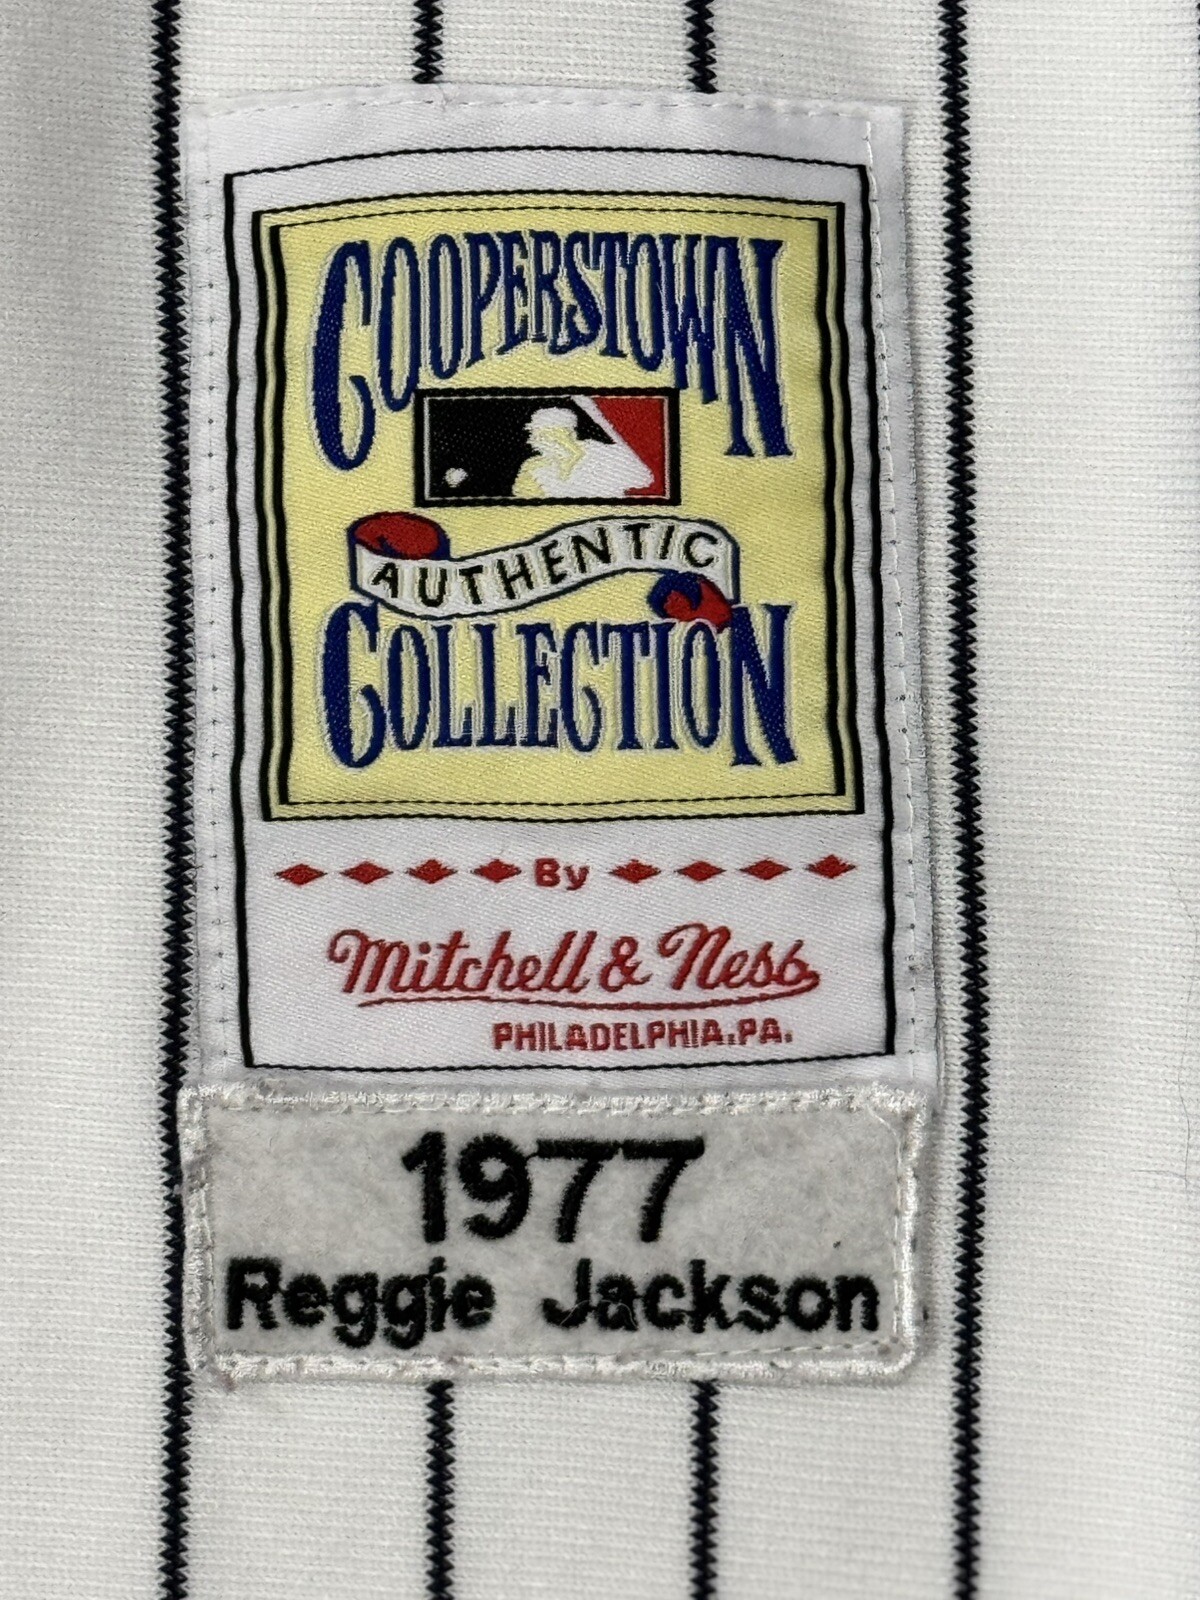 COOPERSTOWN
AUTHENTIC
COLLECTION
By
Mitchell & Ness
PHILADELPHIA.PA.
1977
Reggie Jackson